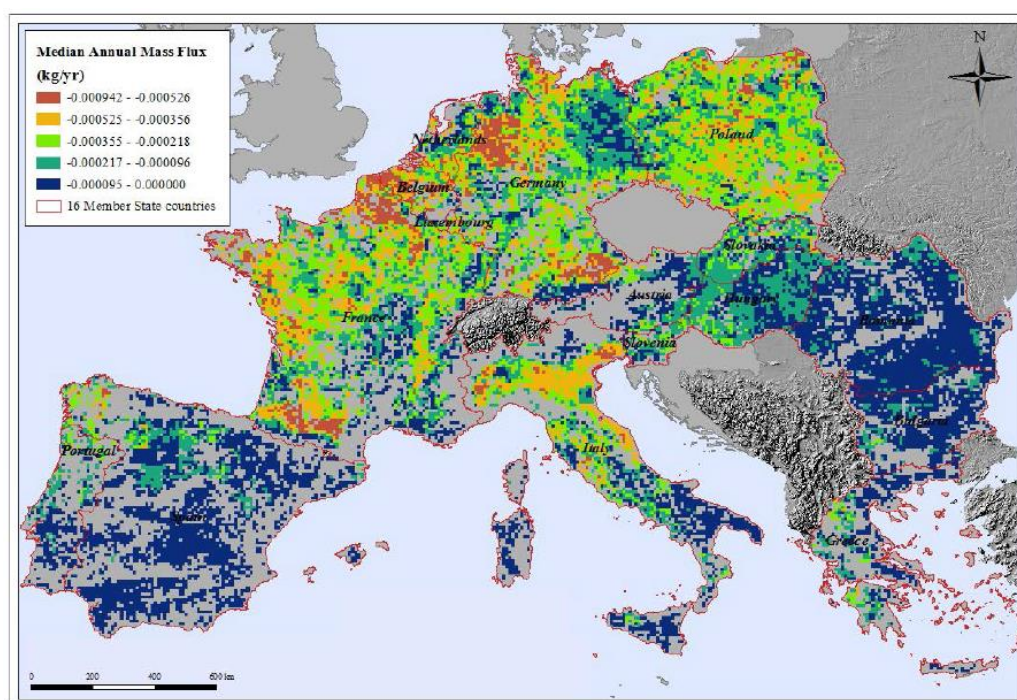 Median Annual Mass Flux
(kg/yr)
-0.000942 - -0.000526
-0.000525 - -0.000356
-0.000355 - -0.000218
-0.000217 - -0.000096
-0.000095 - 0.000000
16 Member State countries
N
Netherlands
Poland
Belgium
Germany
Luxembourg
Slovakia
Austria
Hungary
France
Romania
Slovenia
Bulgaria
Portugal
Italy
Spain
Greece
0 200 400 600 km